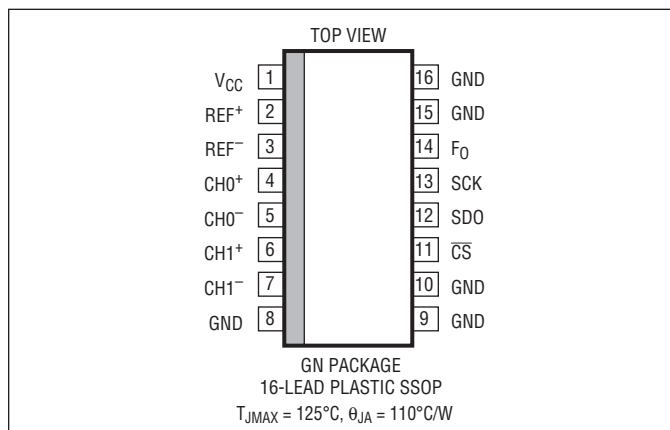 TOP VIEW
V_CC 1 16 GND
REF⁺ 2 15 GND
REF⁻ 3 14 F_O
CH0⁺ 4 13 SCK
CH0⁻ 5 12 SDO
CH1⁺ 6 11 C̅S̅
CH1⁻ 7 10 GND
GND 8 9 GND
GN PACKAGE
16-LEAD PLASTIC SSOP
T_JMAX = 125°C, θ_JA = 110°C/W